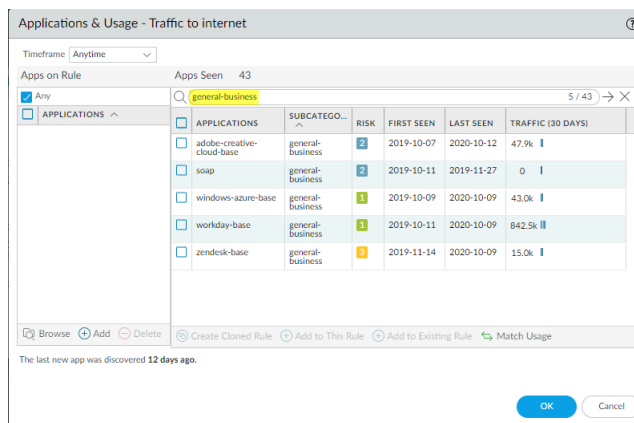 Applications & Usage - Traffic to internet
Timeframe Anytime
Apps on Rule Apps Seen 43
Any general-business 5 / 43
APPLICATIONS APPLICATIONS SUBCATEGO... RISK FIRST SEEN LAST SEEN TRAFFIC (30 DAYS)
adobe-creative-cloud-base general-business 2 2019-10-07 2020-10-12 47.9k
soap general-business 2 2019-10-11 2019-11-27 0
windows-azure-base general-business 1 2019-10-09 2020-10-09 43.0k
workday-base general-business 1 2019-10-11 2020-10-09 842.5k
zendesk-base general-business 3 2019-11-14 2020-10-09 15.0k
Browse Add Delete Create Cloned Rule Add to This Rule Add to Existing Rule Match Usage
The last new app was discovered 12 days ago.
OK Cancel